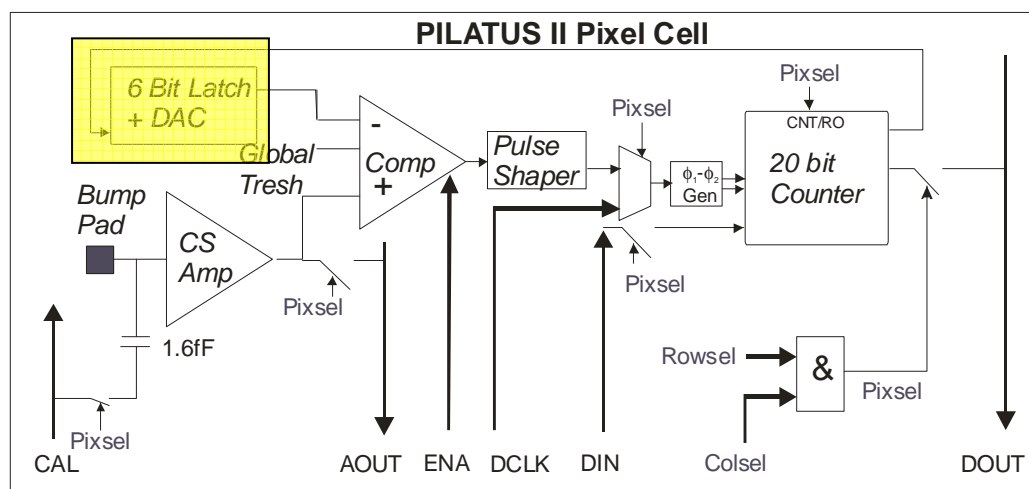 PILATUS II Pixel Cell
6 Bit Latch
+ DAC
Pixsel
Pixsel
CNT/RO
-
Comp
+
Global
Tresh
Pulse
Shaper
ϕ₁-ϕ₂
Gen
20 bit
Counter
Bump
Pad
CS
Amp
Pixsel
Pixsel
1.6fF
Rowsel
&
Pixsel
Pixsel
CAL
AOUT
ENA
DCLK
DIN
Colsel
DOUT